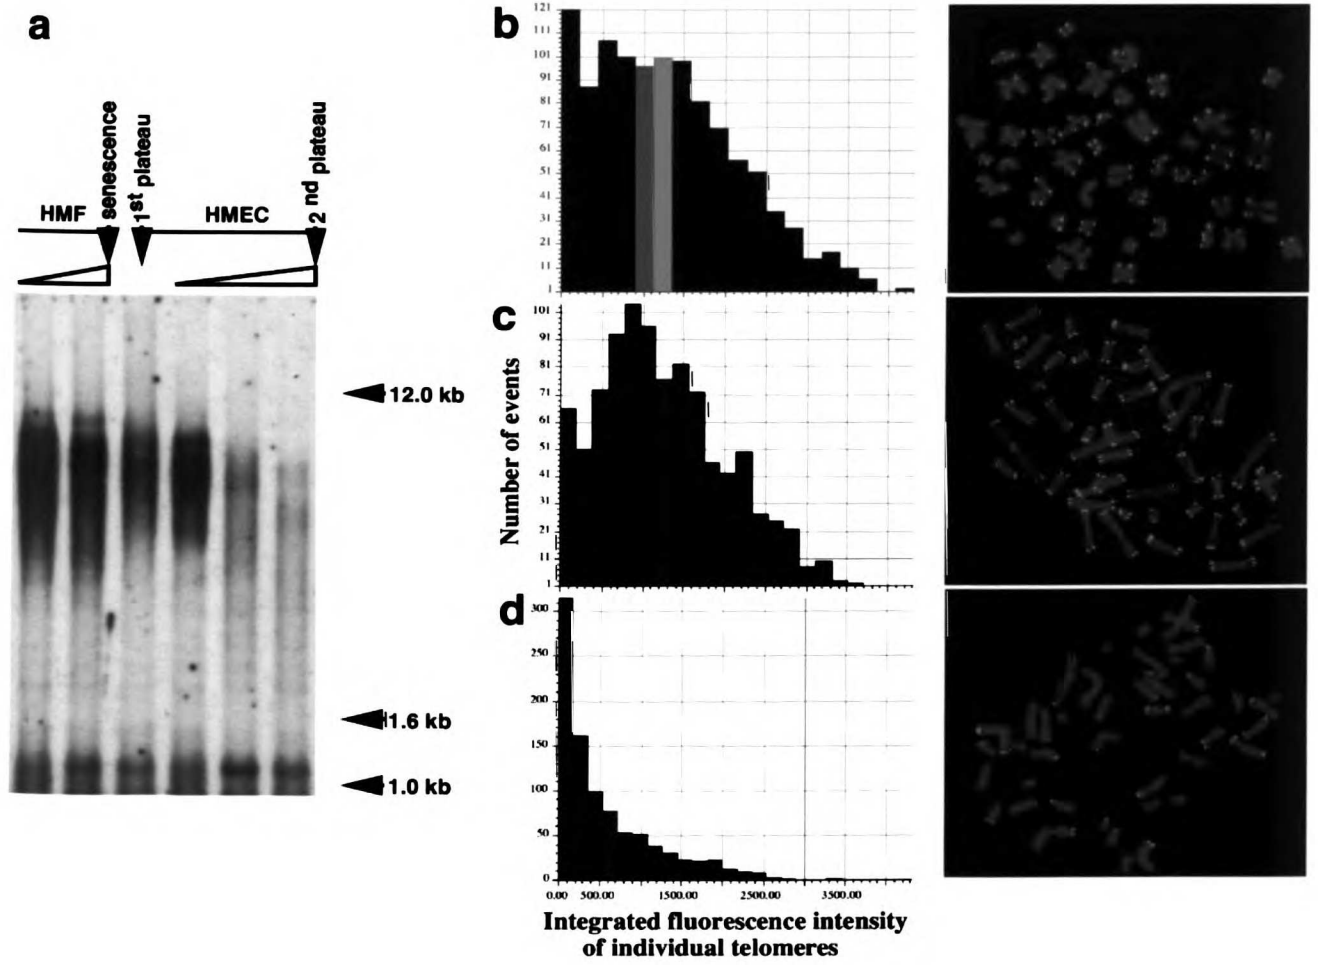 a
HMF
senescence
1st plateau
HMEC
2nd plateau
12.0 kb
1.6 kb
1.0 kb
b
121
111
101
91
81
71
61
51
41
31
21
11
1
c
101
91
81
71
61
51
41
31
21
11
1
Number of events
d
300
250
200
150
100
50
0
0.00 500.00 1500.00 2500.00 3500.00
Integrated fluorescence intensity
of individual telomeres